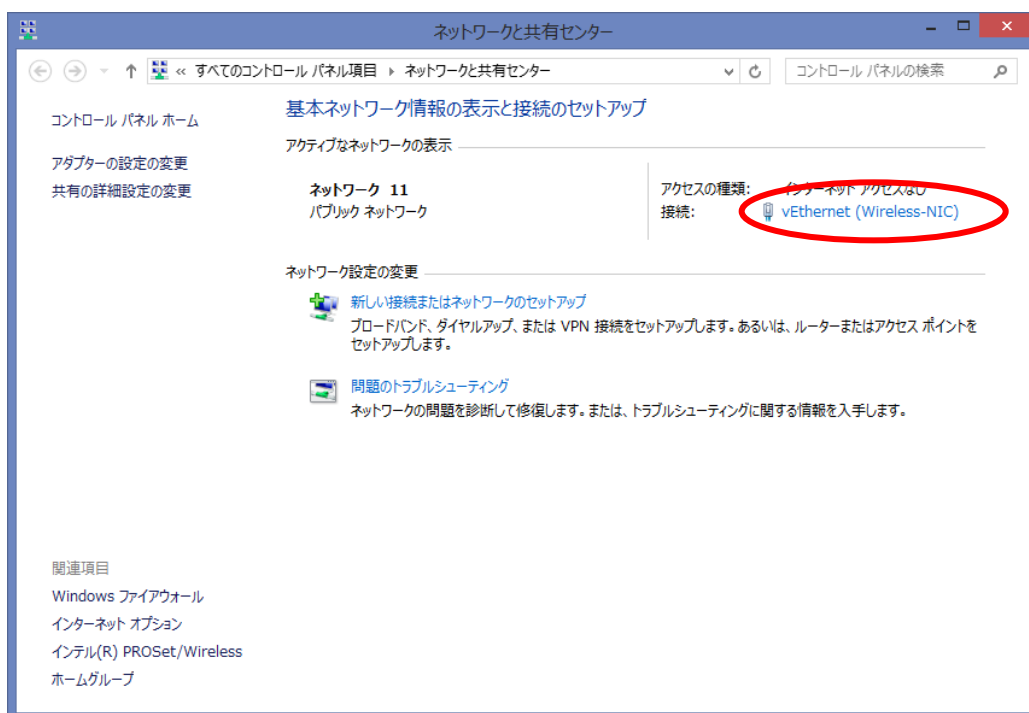 ネットワークと共有センター
« すべてのコントロール パネル項目 ▸ ネットワークと共有センター
コントロール パネルの検索
コントロール パネル ホーム
アダプターの設定の変更
共有の詳細設定の変更
基本ネットワーク情報の表示と接続のセットアップ
アクティブなネットワークの表示
ネットワーク 11
パブリック ネットワーク
アクセスの種類: インターネット アクセスなし
接続: vEthernet (Wireless-NIC)
ネットワーク設定の変更
新しい接続またはネットワークのセットアップ
ブロードバンド、ダイヤルアップ、または VPN 接続をセットアップします。あるいは、ルーターまたはアクセス ポイントを
セットアップします。
問題のトラブルシューティング
ネットワークの問題を診断して修復します。または、トラブルシューティングに関する情報を入手します。
関連項目
Windows ファイアウォール
インターネット オプション
インテル(R) PROSet/Wireless
ホームグループ